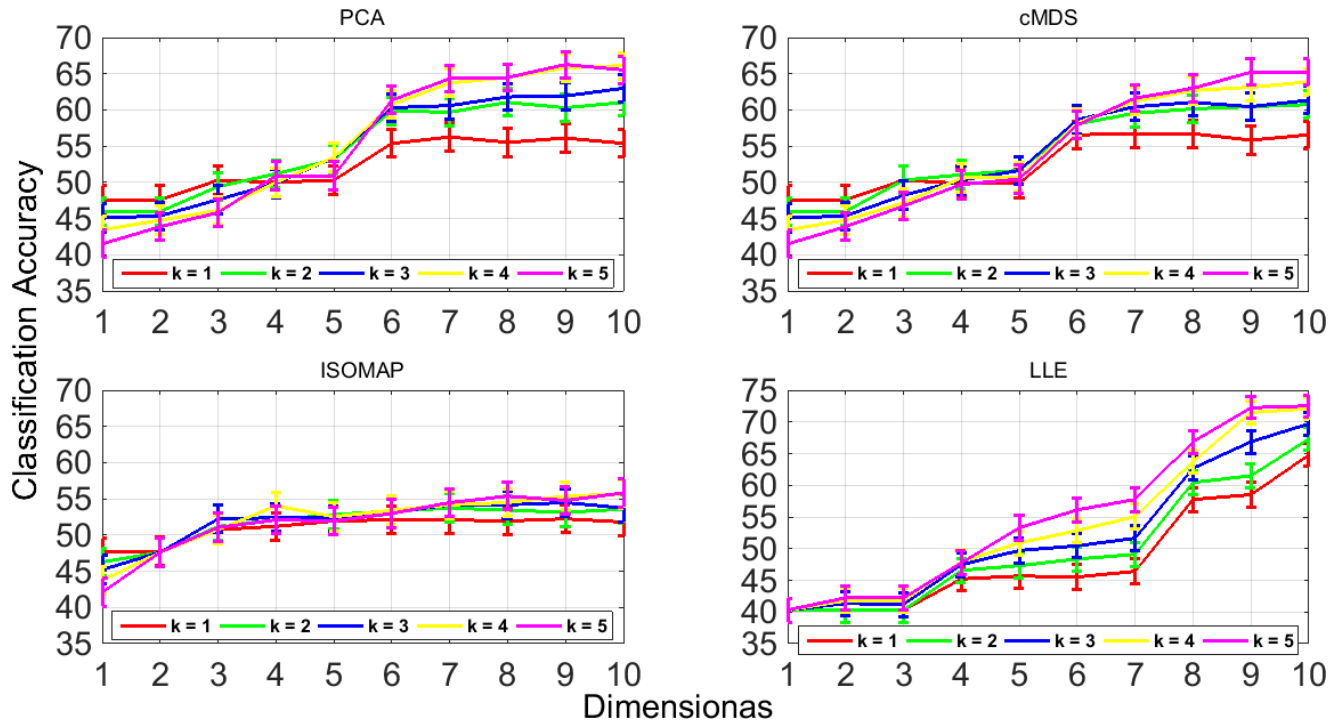 PCA
70
65
60
55
50
45
40
35
k = 1 k = 2 k = 3 k = 4 k = 5
1 2 3 4 5 6 7 8 9 10
cMDS
70
65
60
55
50
45
40
35
k = 1 k = 2 k = 3 k = 4 k = 5
1 2 3 4 5 6 7 8 9 10
Classification Accuracy
ISOMAP
70
65
60
55
50
45
40
35
k = 1 k = 2 k = 3 k = 4 k = 5
1 2 3 4 5 6 7 8 9 10
LLE
75
70
65
60
55
50
45
40
35
k = 1 k = 2 k = 3 k = 4 k = 5
1 2 3 4 5 6 7 8 9 10
Dimensionas